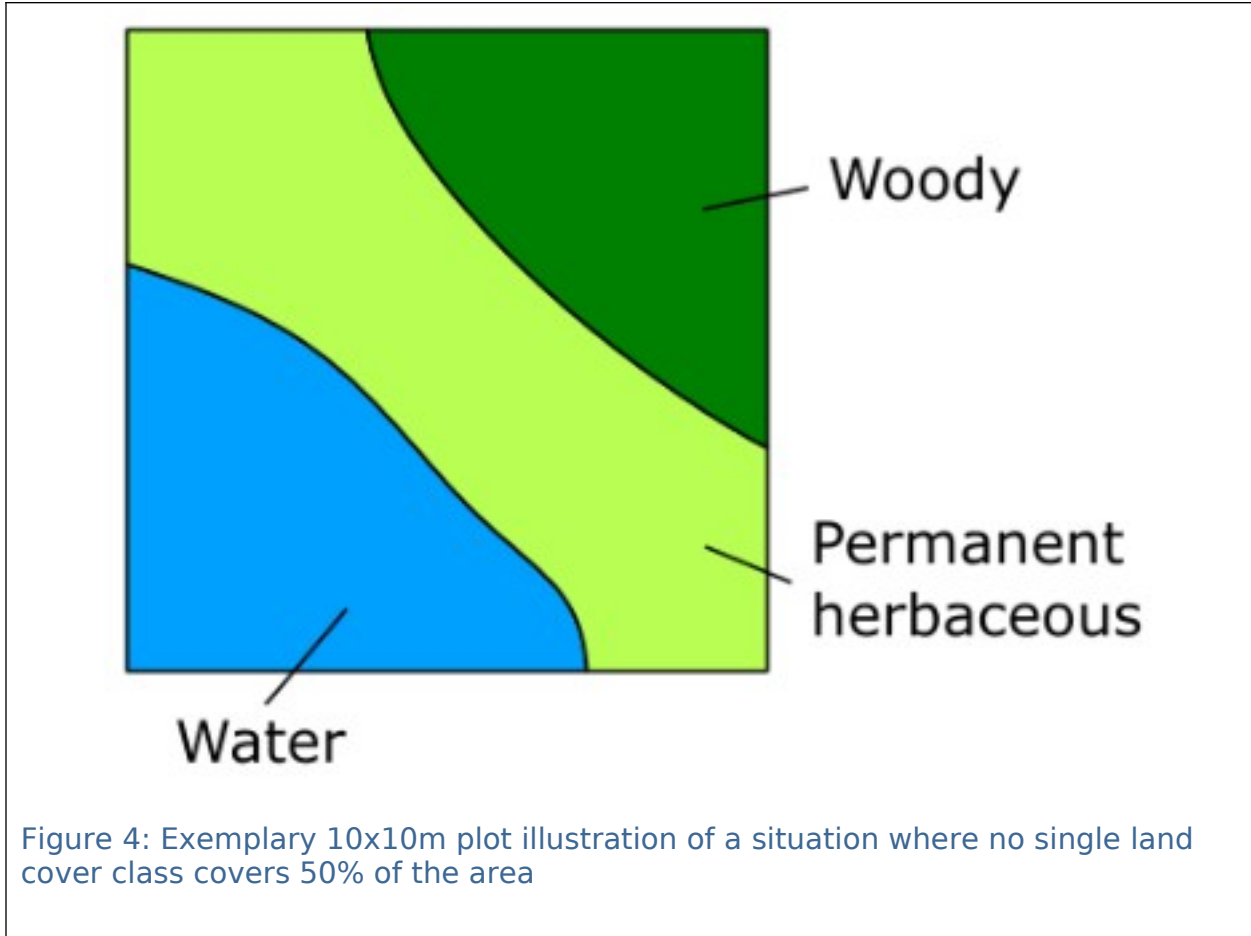 Woody
Permanent
herbaceous
Water
Figure 4: Exemplary 10x10m plot illustration of a situation where no single land
cover class covers 50% of the area